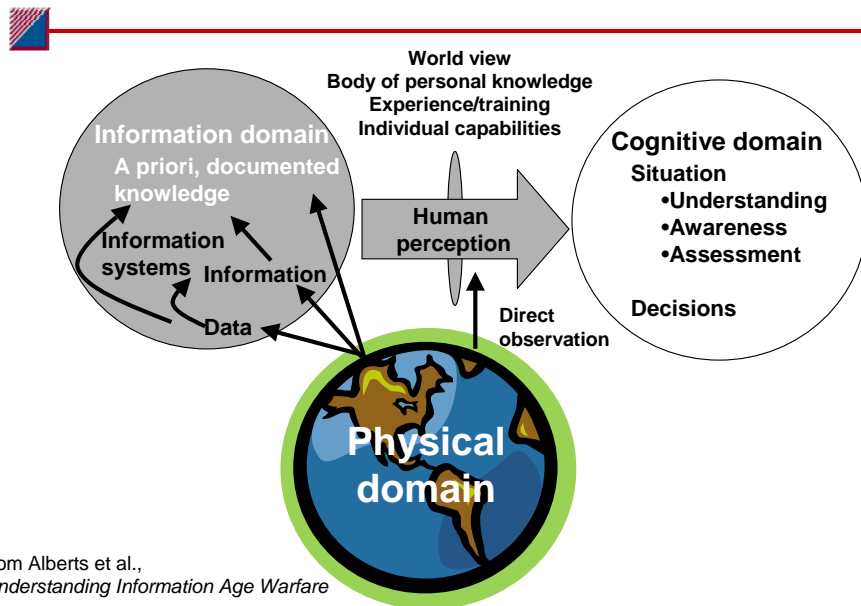 World view
Body of personal knowledge
Experience/training
Individual capabilities
Information domain
A priori, documented
knowledge
Information
systems
Information
Data
Human
perception
Direct
observation
Cognitive domain
Situation
•Understanding
•Awareness
•Assessment
Decisions
Physical
domain
om Alberts et al.,
nderstanding Information Age Warfare